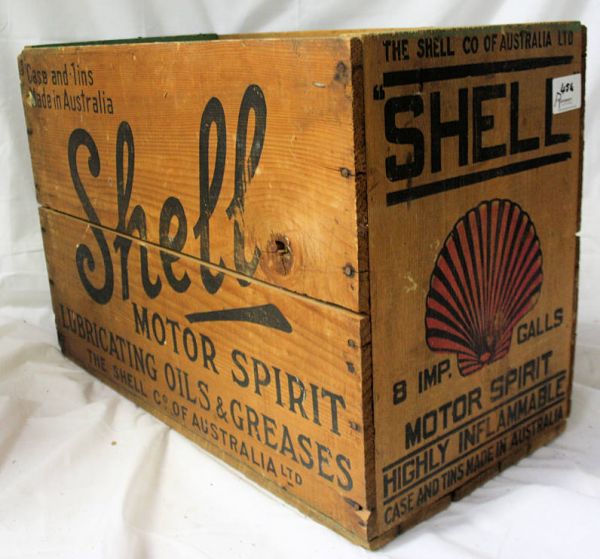 Case and Tins
Made in Australia
Shell
MOTOR SPIRIT
LUBRICATING OILS & GREASES
THE SHELL Co. OF AUSTRALIA LTD
THE SHELL CO OF AUSTRALIA LTD
"SHELL
8 IMP. GALLS
MOTOR SPIRIT
HIGHLY INFLAMMABLE
CASE AND TINS MADE IN AUSTRALIA